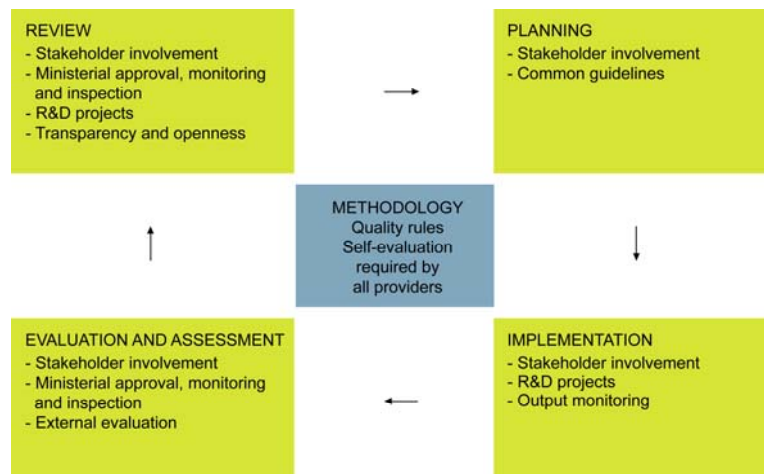 REVIEW
- Stakeholder involvement
- Ministerial approval, monitoring
and inspection
- R&D projects
- Transparency and openness
PLANNING
- Stakeholder involvement
- Common guidelines
METHODOLOGY
Quality rules
Self-evaluation
required by
all providers
EVALUATION AND ASSESSMENT
- Stakeholder involvement
- Ministerial approval, monitoring
and inspection
- External evaluation
IMPLEMENTATION
- Stakeholder involvement
- R&D projects
- Output monitoring